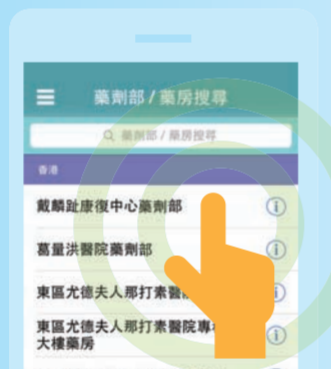 藥劑部 / 藥房搜尋
藥劑部 / 藥房搜尋
香港
戴麟趾康復中心藥劑部
葛量洪醫院藥劑部
東區尤德夫人那打素醫
東區尤德夫人那打素醫院專
大樓藥房